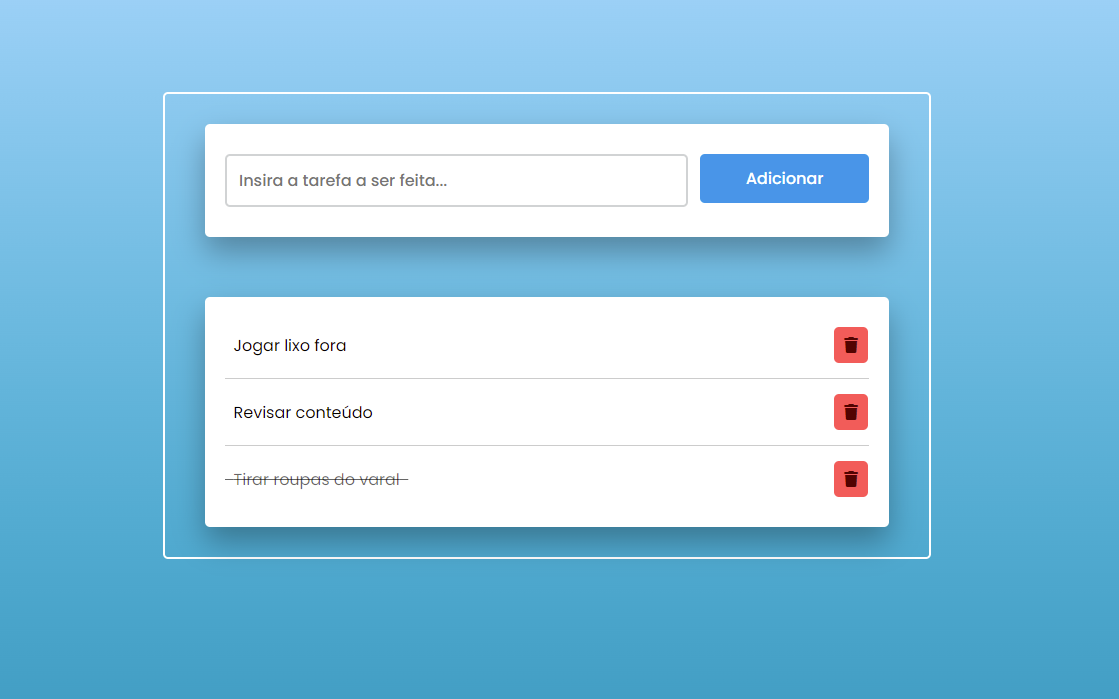 Insira a tarefa a ser feita...
Adicionar
Jogar lixo fora
Revisar conteúdo
Tirar roupas do varal